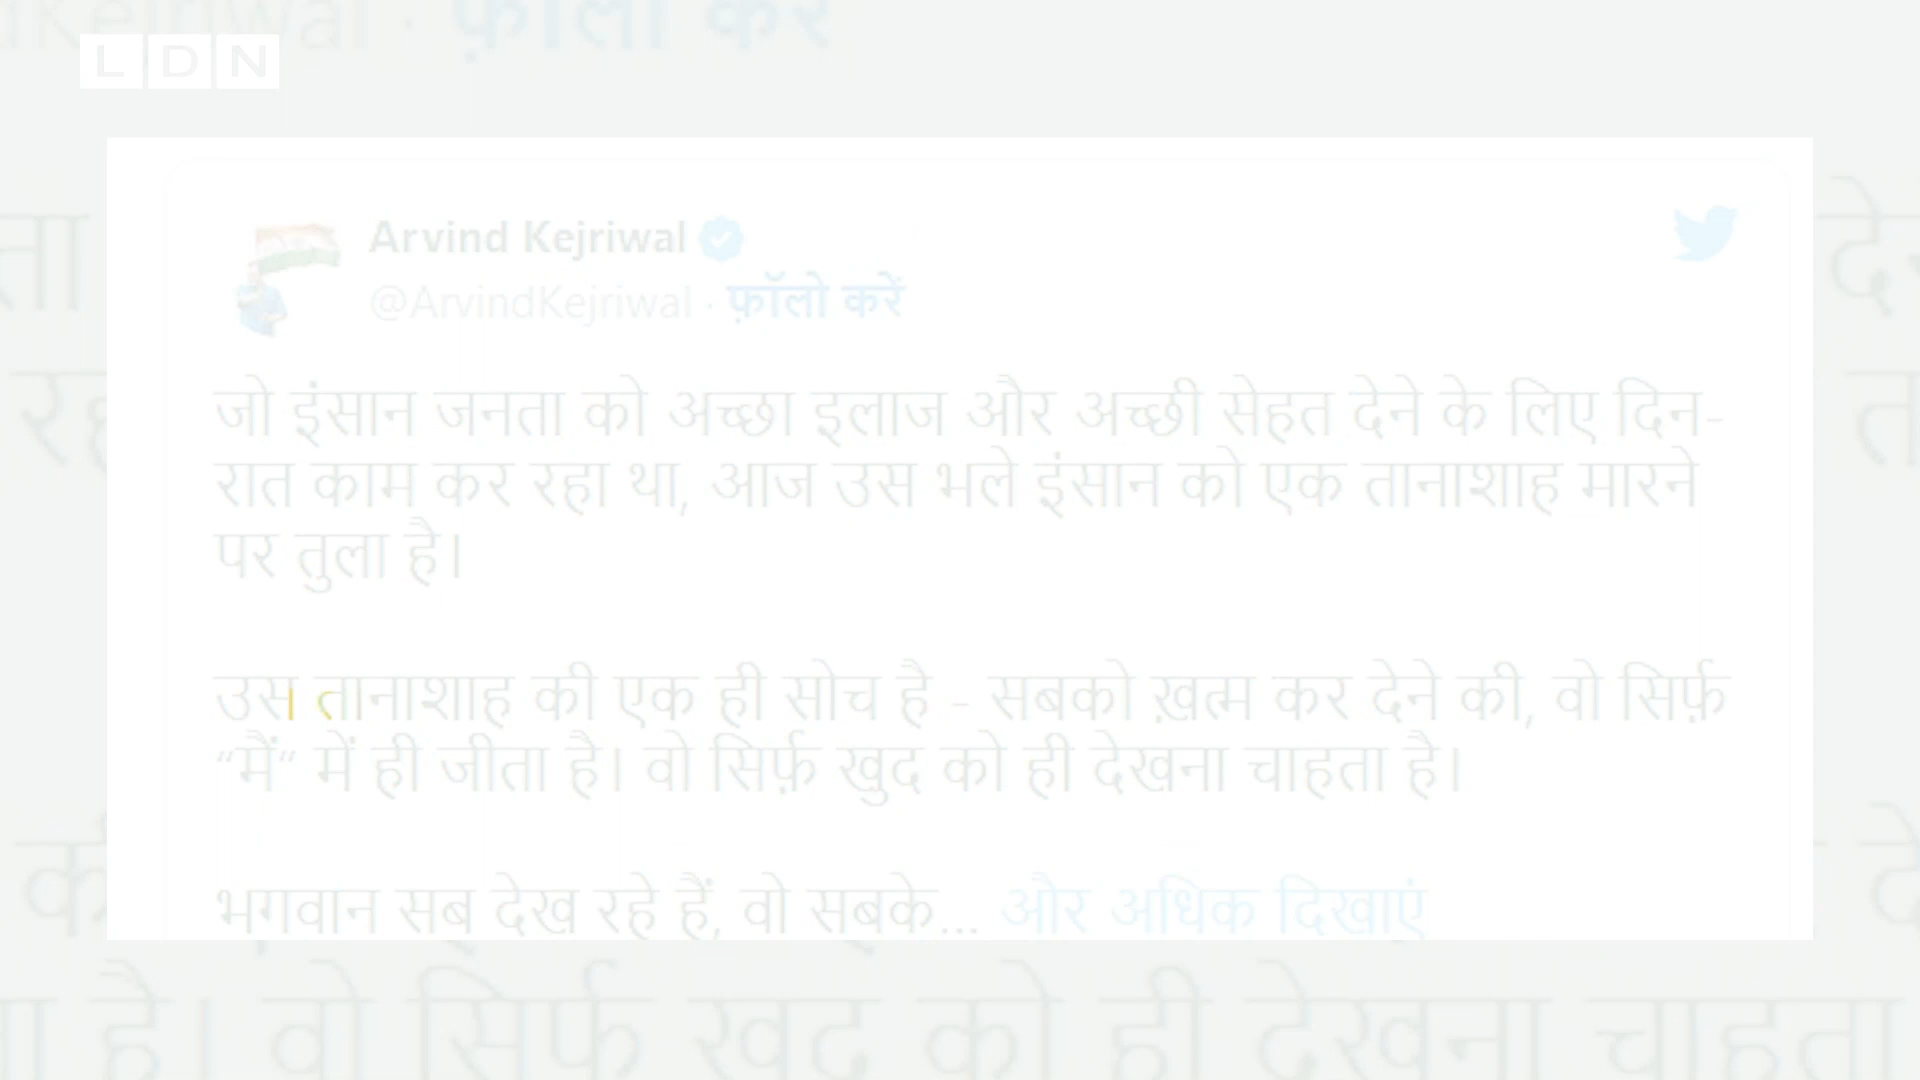 LDN
Arvind Kejriwal
@ArvindKejriwal · फ़ॉलो करें
जो इंसान जनता को अच्छा इलाज और अच्छी सेहत देने के लिए दिन-
रात काम कर रहा था, आज उस भले इंसान को एक तानाशाह मारने
पर तुला है।
उस तानाशाह की एक ही सोच है - सबको ख़त्म कर देने की, वो सिर्फ़
“मैं” में ही जीता है। वो सिर्फ़ खुद को ही देखना चाहता है।
भगवान सब देख रहे हैं, वो सबके... और अधिक दिखाएं